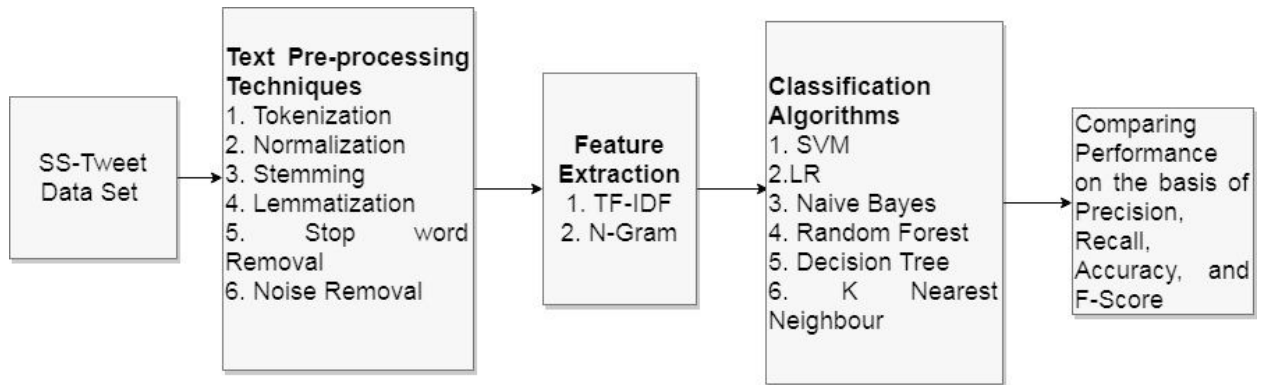 SS-Tweet
Data Set
Text Pre-processing
Techniques
1. Tokenization
2. Normalization
3. Stemming
4. Lemmatization
5. Stop word
Removal
6. Noise Removal
Feature
Extraction
1. TF-IDF
2. N-Gram
Classification
Algorithms
1. SVM
2.LR
3. Naive Bayes
4. Random Forest
5. Decision Tree
6. K Nearest
Neighbour
Comparing
Performance
on the basis of
Precision,
Recall,
Accuracy, and
F-Score